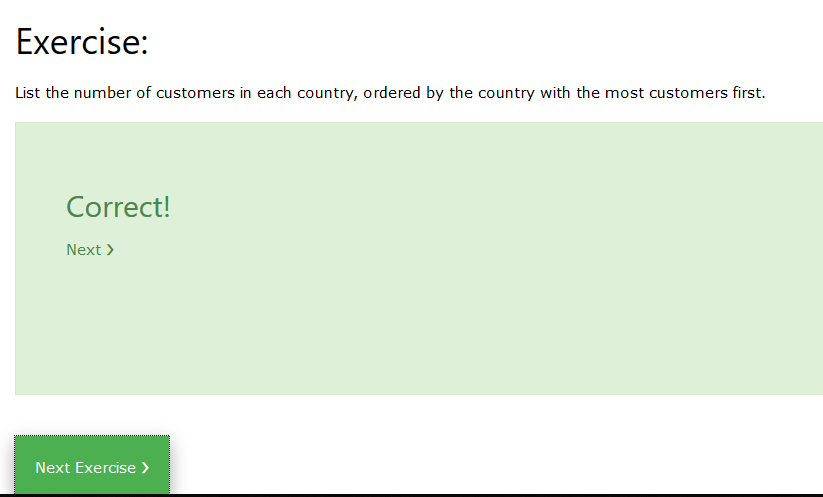 Exercise:
List the number of customers in each country, ordered by the country with the most customers first.
Correct!
Next ❯
Next Exercise ❯